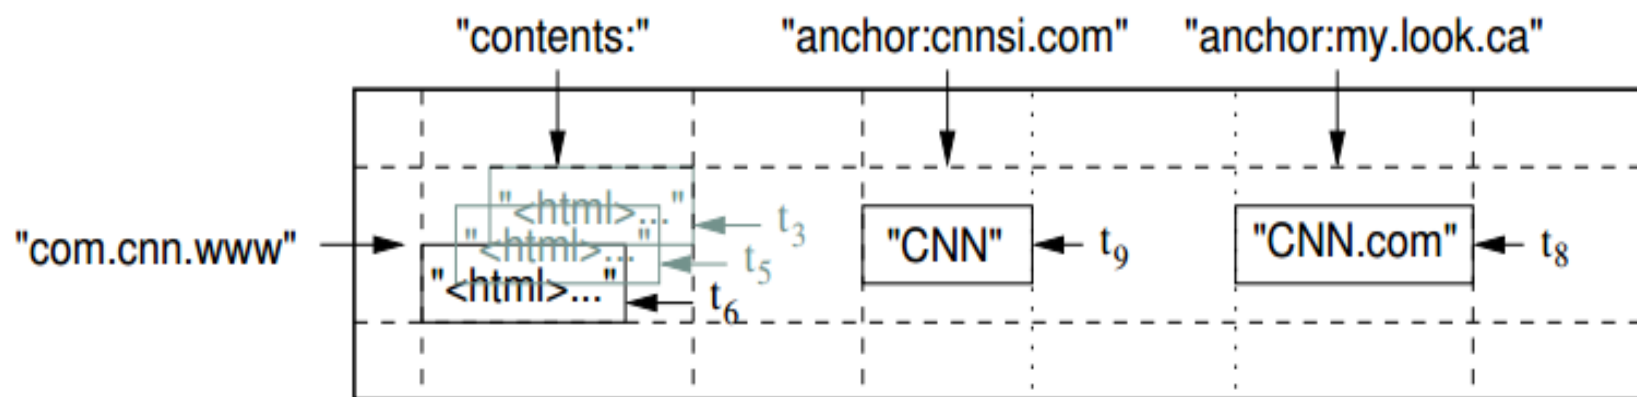 "contents:" "anchor:cnnsi.com" "anchor:my.look.ca"
"<html>..." t3
"com.cnn.www" "<html>..." t5 "CNN" t9 "CNN.com" t8
"<html>..." t6